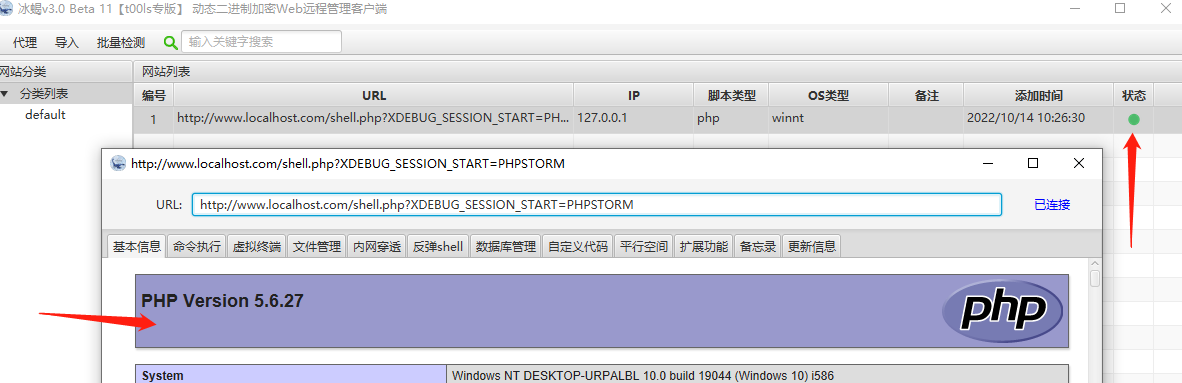 冰蝎v3.0 Beta 11【t00ls专版】 动态二进制加密Web远程管理客户端
代理 导入 批量检测 输入关键字搜索
网站分类 网站列表
分类列表 编号 URL IP 脚本类型 OS类型 备注 添加时间 状态
default 1 http://www.localhost.com/shell.php?XDEBUG_SESSION_START=PH... 127.0.0.1 php winnt 2022/10/14 10:26:30
http://www.localhost.com/shell.php?XDEBUG_SESSION_START=PHPSTORM
URL: http://www.localhost.com/shell.php?XDEBUG_SESSION_START=PHPSTORM 已连接
基本信息 命令执行 虚拟终端 文件管理 内网穿透 反弹shell 数据库管理 自定义代码 平行空间 扩展功能 备忘录 更新信息
PHP Version 5.6.27 php
System Windows NT DESKTOP-URPALBL 10.0 build 19044 (Windows 10) i586